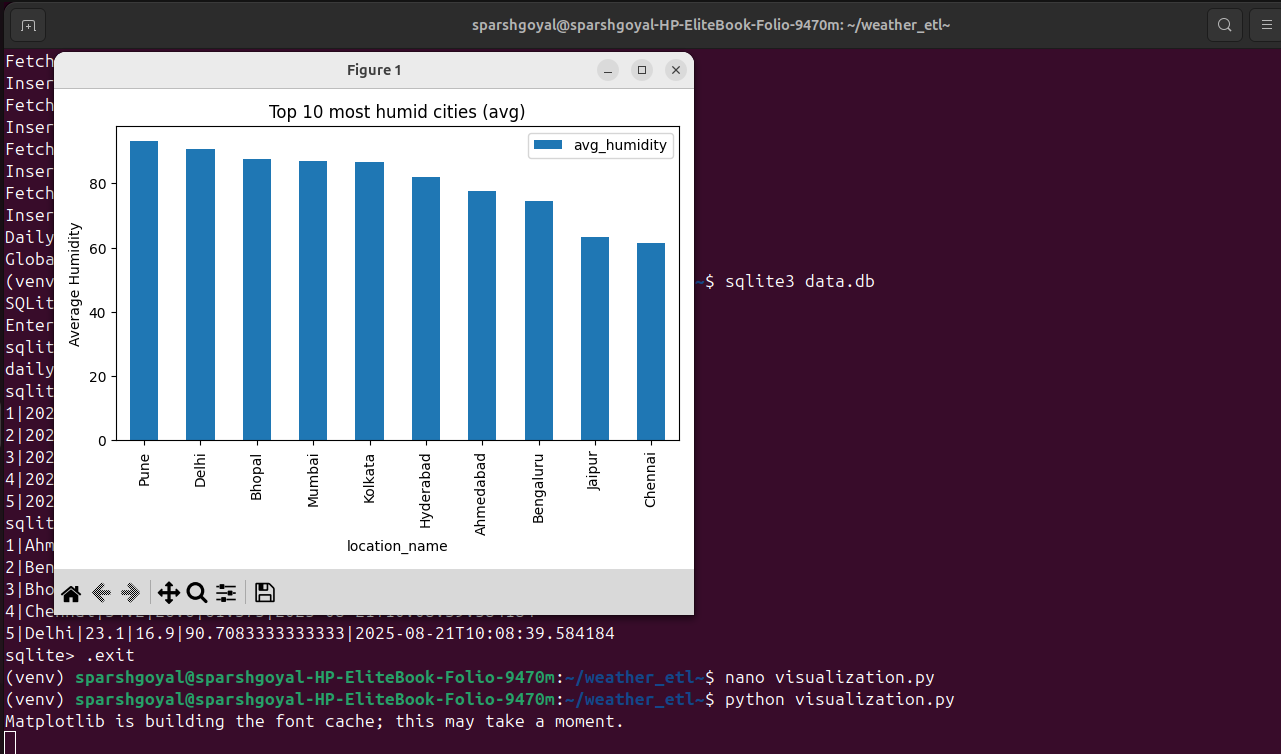 sparshgoyal@sparshgoyal-HP-EliteBook-Folio-9470m: ~/weather_etl~
Fetch
Inser
Fetch
Inser
Fetch
Inser
Fetch
Inser
Daily
Globa
(venv
~$ sqlite3 data.db
SQLit
Enter
sqlit
daily
sqlit
1|202
2|202
3|202
4|202
5|202
sqlit
1|Ahm
2|Ben
3|Bho
Figure 1
Top 10 most humid cities (avg)
avg_humidity
Average Humidity
80
60
40
20
0
Pune
Delhi
Bhopal
Mumbai
Kolkata
Hyderabad
Ahmedabad
Bengaluru
Jaipur
Chennai
location_name
5|Delhi|23.1|16.9|90.7083333333333|2025-08-21T10:08:39.584184
sqlite> .exit
(venv) sparshgoyal@sparshgoyal-HP-EliteBook-Folio-9470m:~/weather_etl~$ nano visualization.py
(venv) sparshgoyal@sparshgoyal-HP-EliteBook-Folio-9470m:~/weather_etl~$ python visualization.py
Matplotlib is building the font cache; this may take a moment.